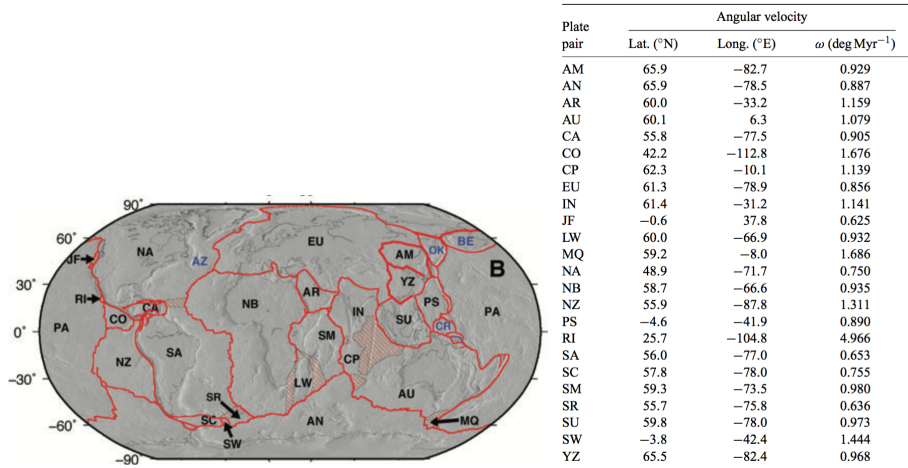 90°
60°
30°
0°
−30°
−60°
−90
NA
AZ
EU
AM
OK
BE
B
JF
YZ
RI
CA
AR
NB
IN
PS
CO
SU
CR
PA
PA
SM
NZ
SA
CP
LW
AU
SR
SC
AN
MQ
SW
Plate pair
Angular velocity
Lat. (°N) Long. (°E) ω (deg Myr⁻¹)
AM 65.9 −82.7 0.929
AN 65.9 −78.5 0.887
AR 60.0 −33.2 1.159
AU 60.1 6.3 1.079
CA 55.8 −77.5 0.905
CO 42.2 −112.8 1.676
CP 62.3 −10.1 1.139
EU 61.3 −78.9 0.856
IN 61.4 −31.2 1.141
JF −0.6 37.8 0.625
LW 60.0 −66.9 0.932
MQ 59.2 −8.0 1.686
NA 48.9 −71.7 0.750
NB 58.7 −66.6 0.935
NZ 55.9 −87.8 1.311
PS −4.6 −41.9 0.890
RI 25.7 −104.8 4.966
SA 56.0 −77.0 0.653
SC 57.8 −78.0 0.755
SM 59.3 −73.5 0.980
SR 55.7 −75.8 0.636
SU 59.8 −78.0 0.973
SW −3.8 −42.4 1.444
YZ 65.5 −82.4 0.968